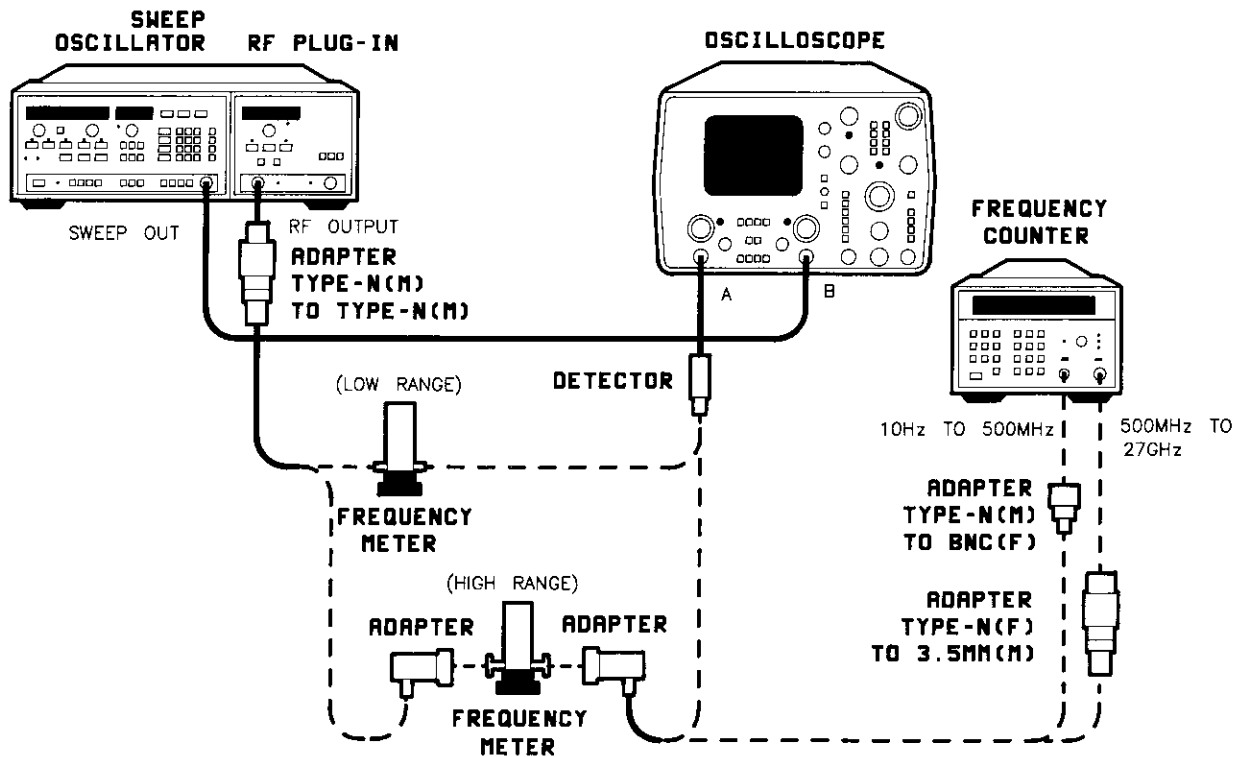 SWEEP
OSCILLATOR
RF PLUG-IN
OSCILLOSCOPE
SWEEP OUT
RF OUTPUT
ADAPTER
TYPE-N(M)
TO TYPE-N(M)
A
B
FREQUENCY
COUNTER
(LOW RANGE)
DETECTOR
10Hz TO 500MHz
500MHz TO
27GHz
FREQUENCY
METER
ADAPTER
TYPE-N(M)
TO BNC(F)
(HIGH RANGE)
ADAPTER
ADAPTER
ADAPTER
TYPE-N(F)
TO 3.5MM(M)
FREQUENCY
METER